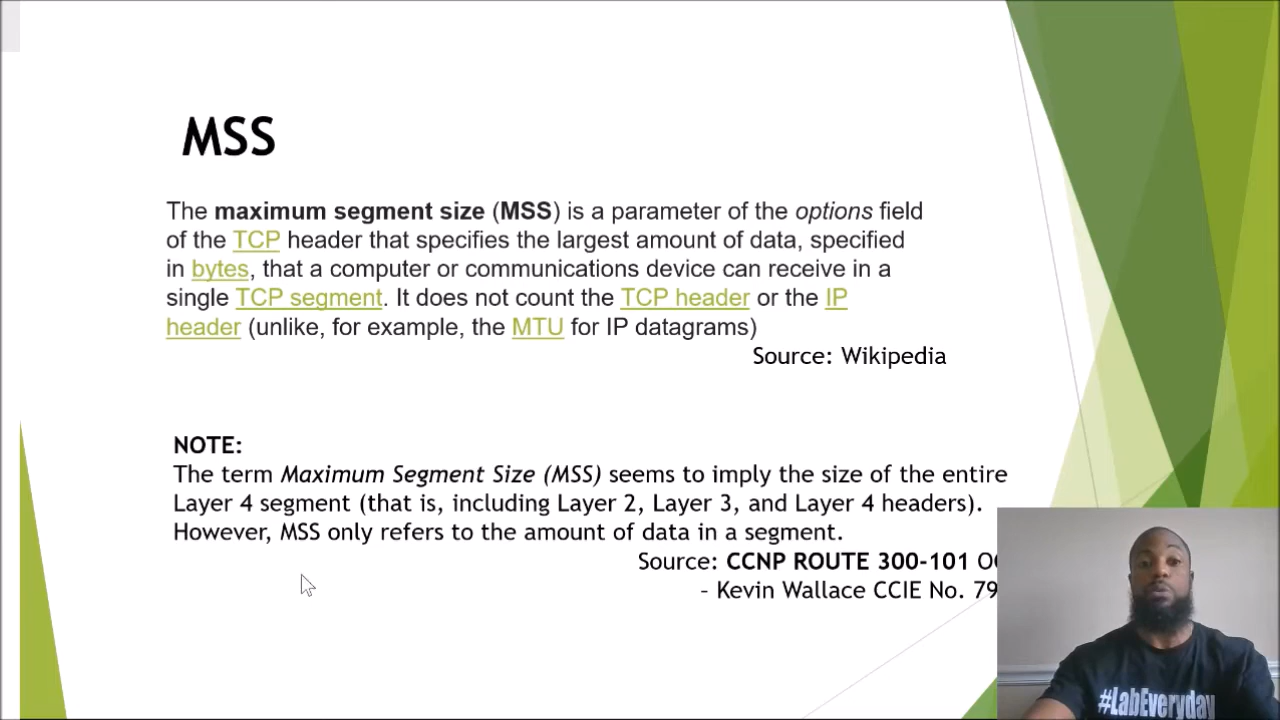 MSS
The maximum segment size (MSS) is a parameter of the options field
of the TCP header that specifies the largest amount of data, specified
in bytes, that a computer or communications device can receive in a
single TCP segment. It does not count the TCP header or the IP
header (unlike, for example, the MTU for IP datagrams)
Source: Wikipedia
NOTE:
The term Maximum Segment Size (MSS) seems to imply the size of the entire
Layer 4 segment (that is, including Layer 2, Layer 3, and Layer 4 headers).
However, MSS only refers to the amount of data in a segment.
Source: CCNP ROUTE 300-101
– Kevin Wallace CCIE No. 79
#LabEveryday